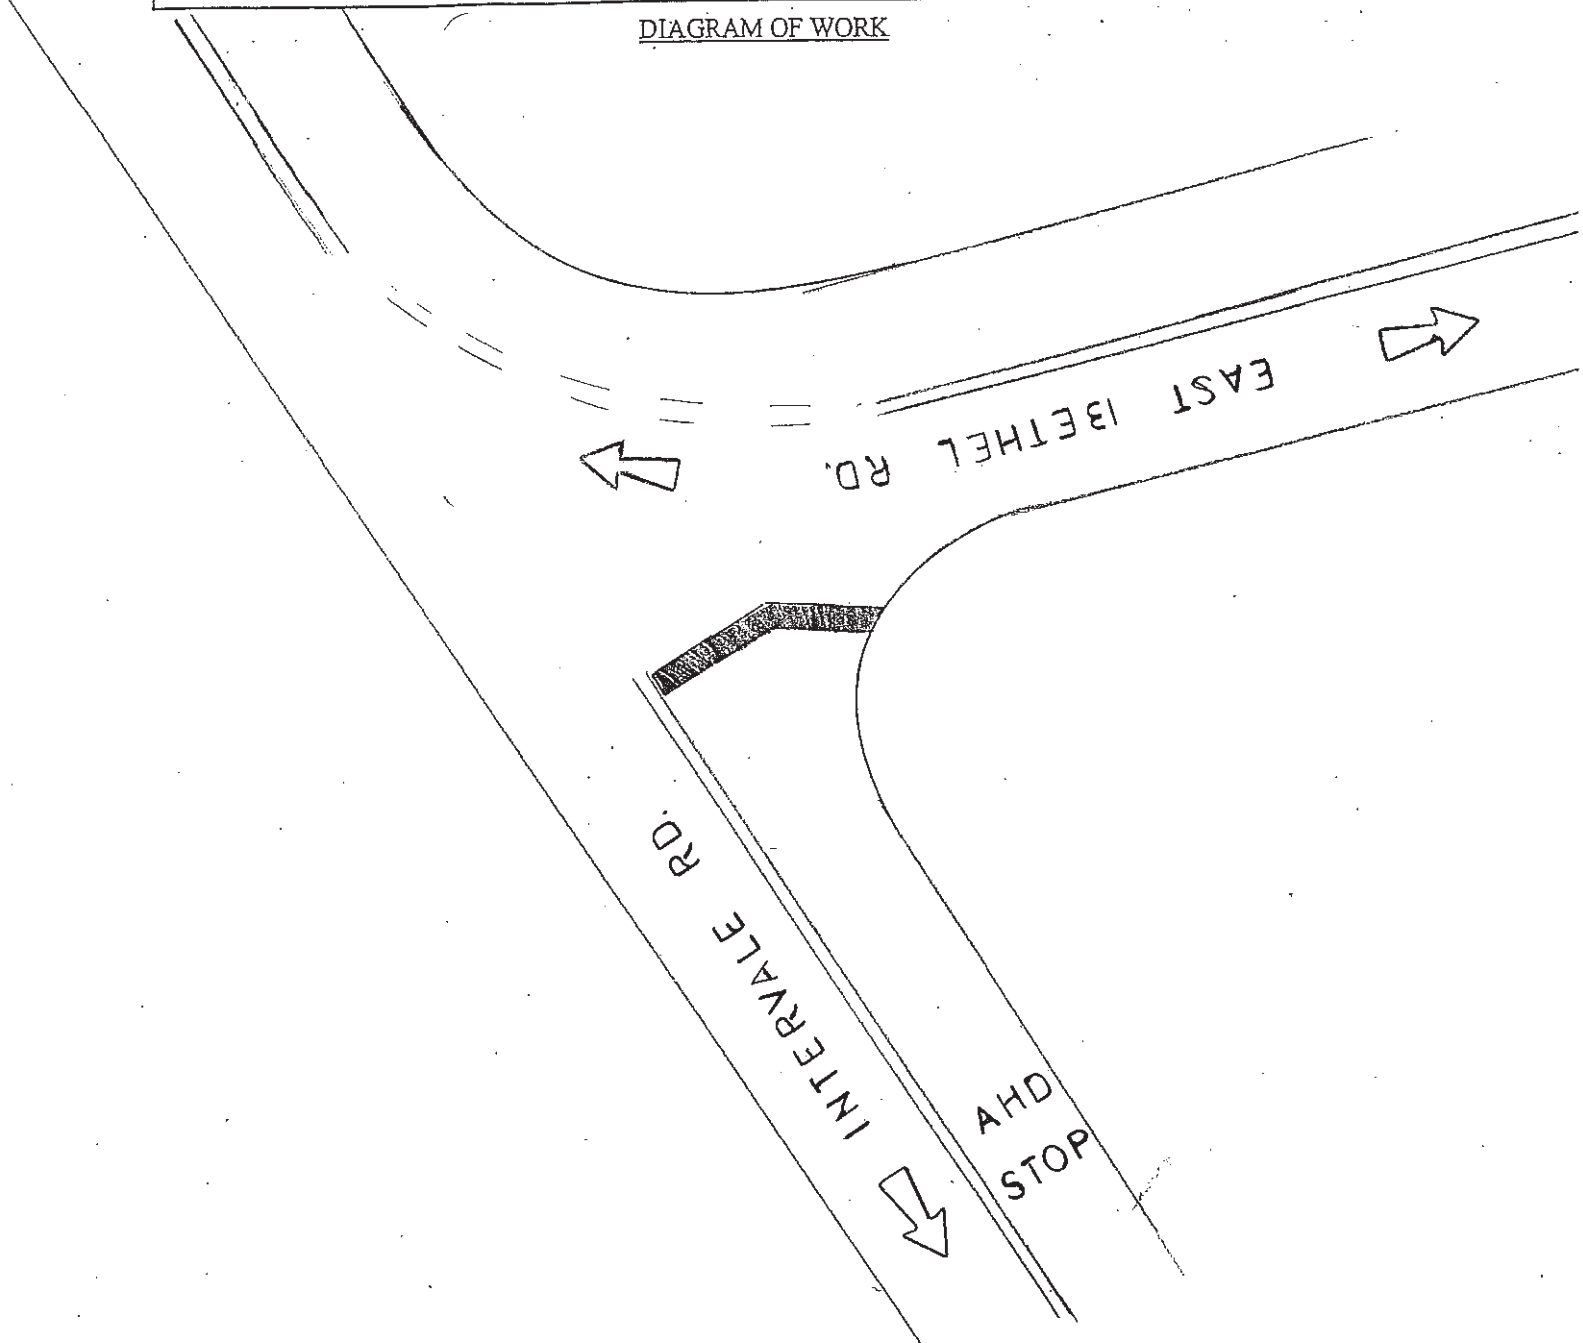 DIAGRAM OF WORK
EAST BETHEL RD.
INTERVALE RD.
AHD
STOP